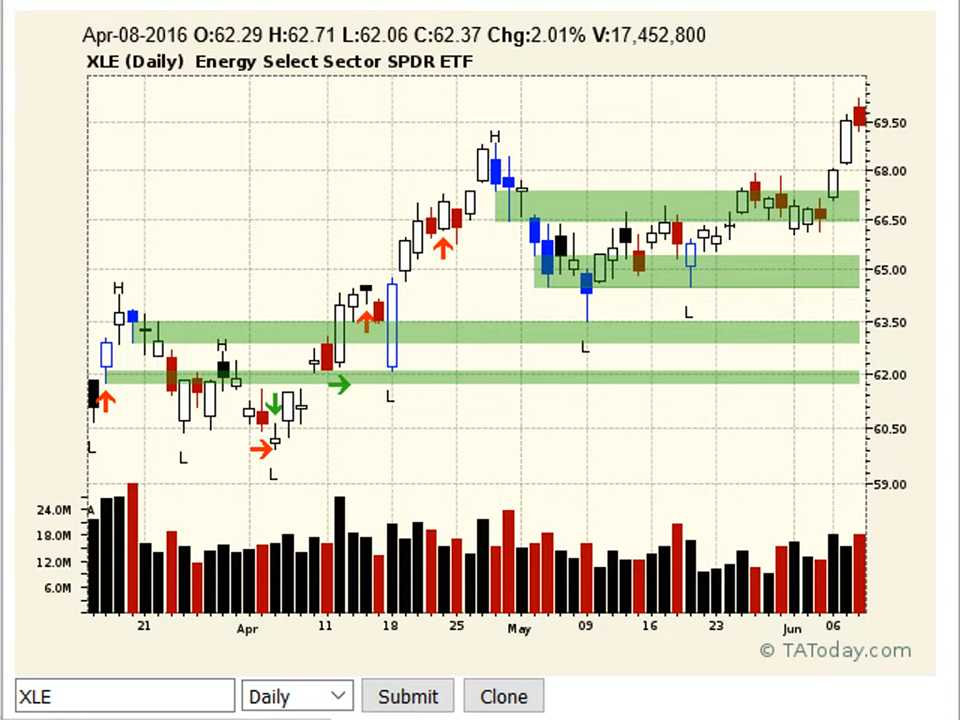 Apr-08-2016 O:62.29 H:62.71 L:62.06 C:62.37 Chg:2.01% V:17,452,800
XLE (Daily) Energy Select Sector SPDR ETF
H
69.50
68.00
66.50
65.00
H
L
63.50
H
L
62.00
L
60.50
L
L
L
59.00
24.0M
A
18.0M
12.0M
6.0M
21 Apr 11 18 25 May 09 16 23 Jun 06
© TAToday.com
XLE Daily Submit Clone